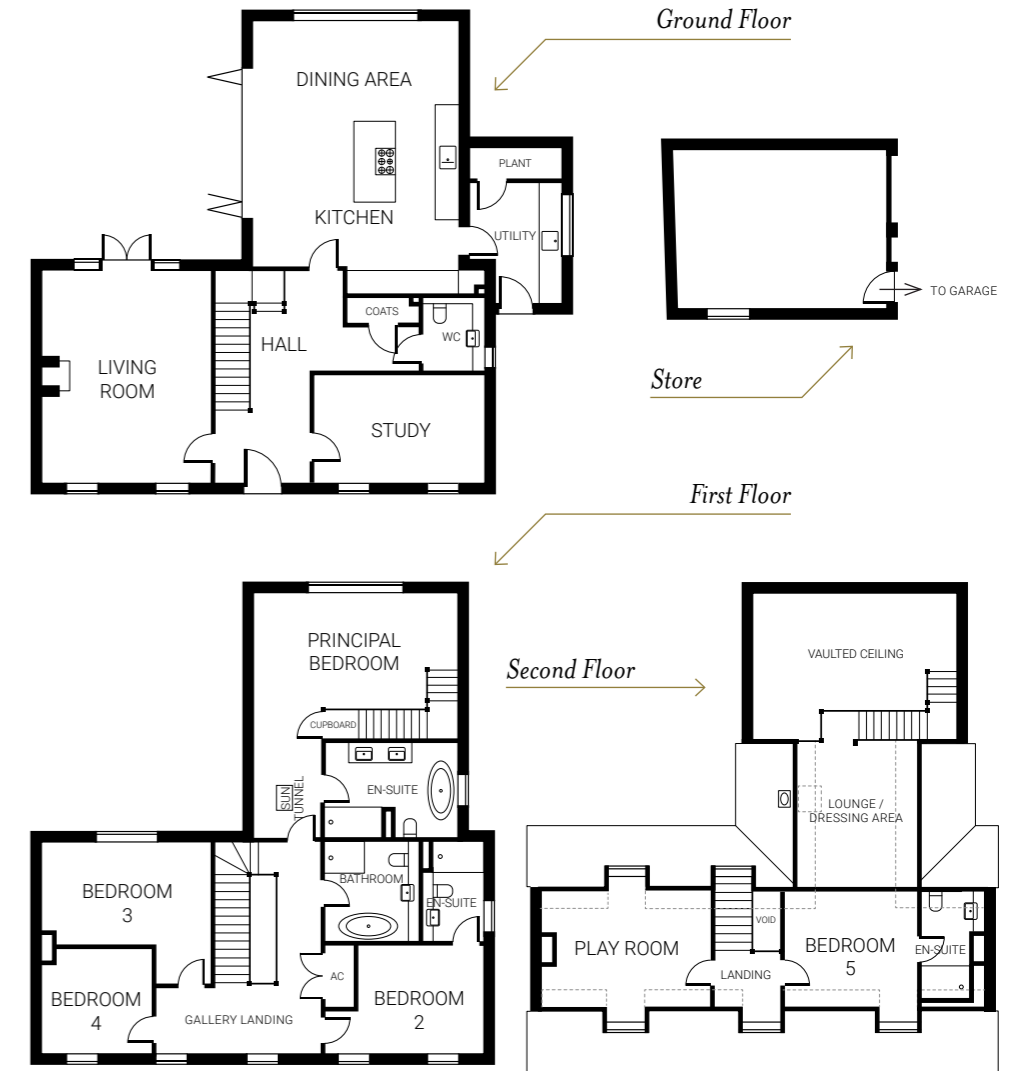 Ground Floor
DINING AREA
KITCHEN
PLANT
UTILITY
COATS
WC
HALL
LIVING
ROOM
STUDY
TO GARAGE
Store
First Floor
PRINCIPAL
BEDROOM
CUPBOARD
SUN
TUNNEL
EN-SUITE
BATHROOM
EN-SUITE
BEDROOM
3
BEDROOM
4
AC
GALLERY LANDING
BEDROOM
2
Second Floor
VAULTED CEILING
LOUNGE /
DRESSING AREA
VOID
PLAY ROOM
LANDING
BEDROOM
5
EN-SUITE